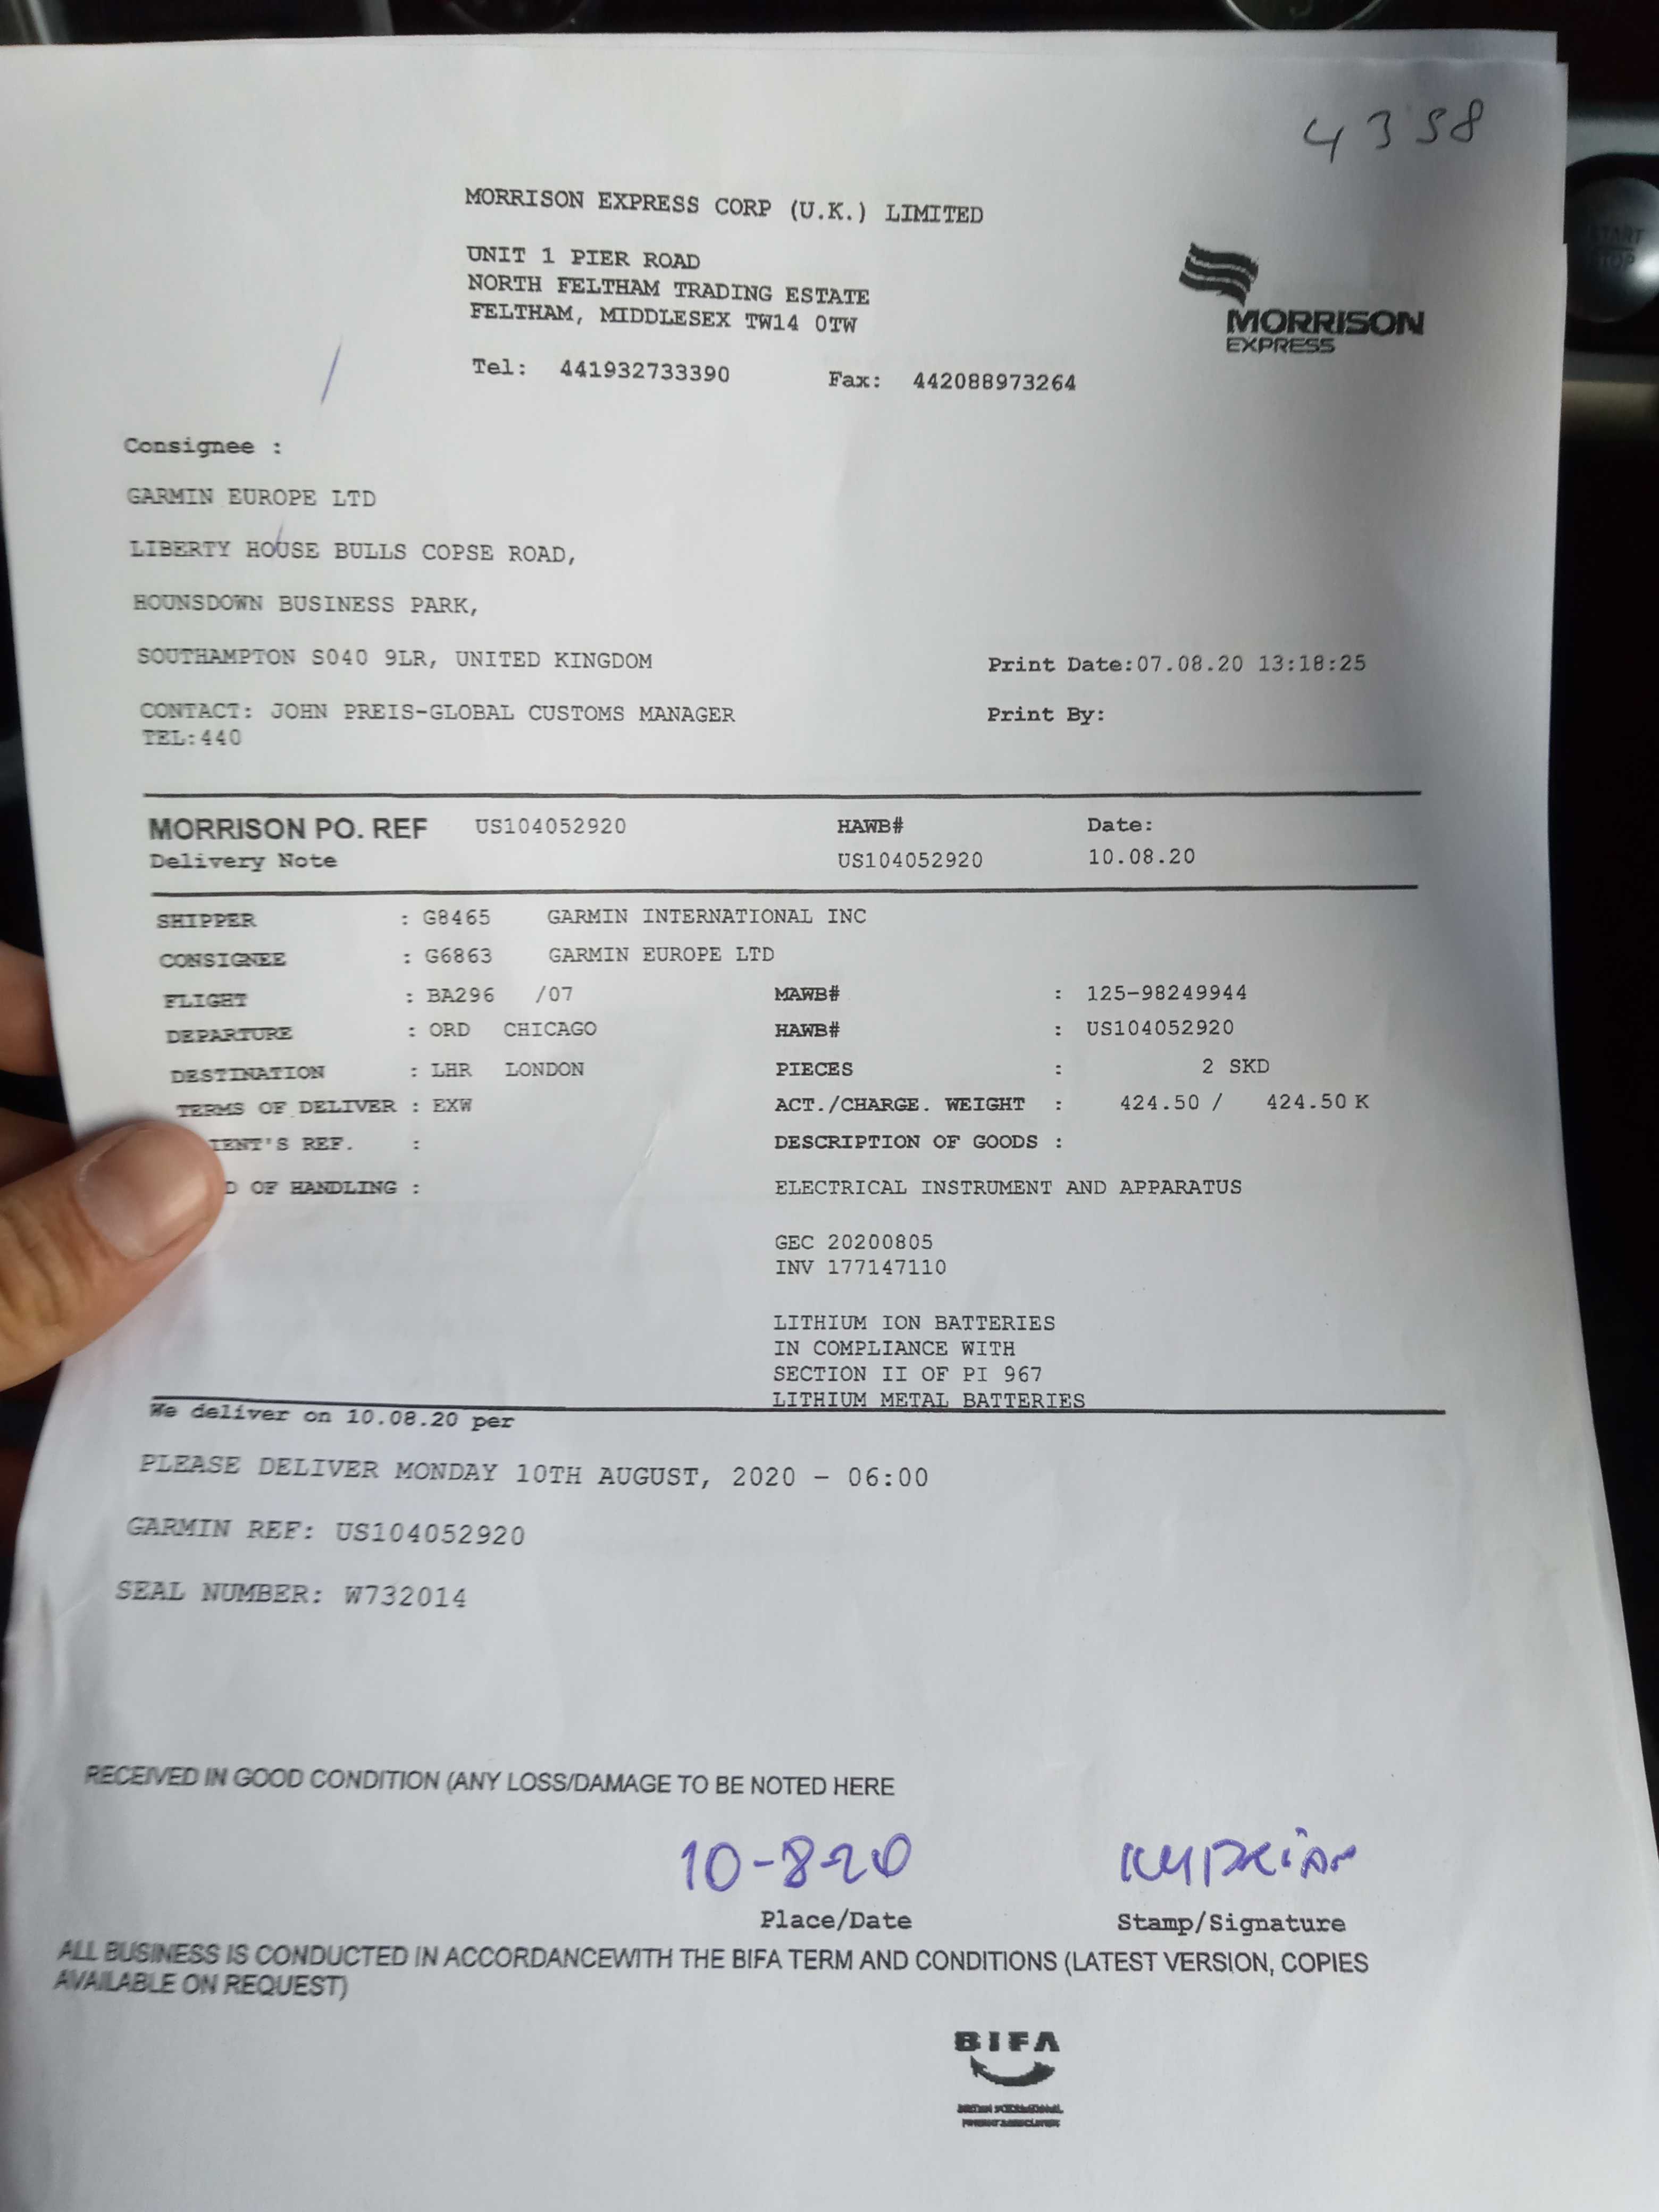 4358
MORRISON EXPRESS CORP (U.K.) LIMITED
UNIT 1 PIER ROAD
NORTH FELTHAM TRADING ESTATE
FELTHAM, MIDDLESEX TW14 0TW
MORRISON
EXPRESS
Tel: 441932733390 Fax: 442088973264
Consignee :
GARMIN EUROPE LTD
LIBERTY HOUSE BULLS COPSE ROAD,
HOUNSDOWN BUSINESS PARK,
SOUTHAMPTON S040 9LR, UNITED KINGDOM Print Date:07.08.20 13:18:25
CONTACT: JOHN PREIS-GLOBAL CUSTOMS MANAGER Print By:
TEL:440
MORRISON PO. REF US104052920 HAWB# Date:
Delivery Note US104052920 10.08.20
SHIPPER : G8465 GARMIN INTERNATIONAL INC
CONSIGNEE : G6863 GARMIN EUROPE LTD
FLIGHT : BA296 /07 MAWB# : 125-98249944
DEPARTURE : ORD CHICAGO HAWB# : US104052920
DESTINATION : LHR LONDON PIECES : 2 SKD
TERMS OF DELIVER : EXW ACT./CHARGE. WEIGHT : 424.50 / 424.50 K
IENT'S REF. : DESCRIPTION OF GOODS :
D OF HANDLING : ELECTRICAL INSTRUMENT AND APPARATUS
GEC 20200805
INV 177147110
LITHIUM ION BATTERIES
IN COMPLIANCE WITH
SECTION II OF PI 967
LITHIUM METAL BATTERIES
We deliver on 10.08.20 per
PLEASE DELIVER MONDAY 10TH AUGUST, 2020 - 06:00
GARMIN REF: US104052920
SEAL NUMBER: W732014
RECEIVED IN GOOD CONDITION (ANY LOSS/DAMAGE TO BE NOTED HERE
10-8-20
Place/Date Stamp/Signature
ALL BUSINESS IS CONDUCTED IN ACCORDANCEWITH THE BIFA TERM AND CONDITIONS (LATEST VERSION, COPIES
AVAILABLE ON REQUEST)
BIFA
START
STOP